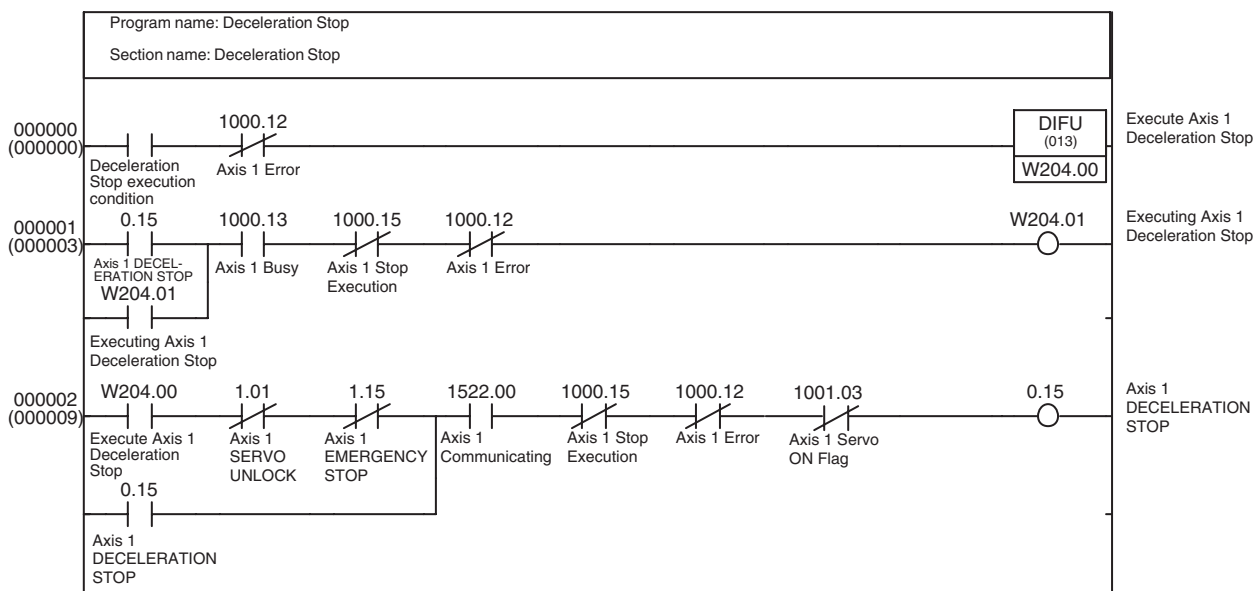 Program name: Deceleration Stop
Section name: Deceleration Stop
000000
(000000)
Deceleration
Stop execution
condition
1000.12
Axis 1 Error
DIFU
(013)
W204.00
Execute Axis 1
Deceleration Stop
000001
(000003)
0.15
Axis 1 DECEL-
ERATION STOP
1000.13
Axis 1 Busy
1000.15
Axis 1 Stop
Execution
1000.12
Axis 1 Error
W204.01
Executing Axis 1
Deceleration Stop
W204.01
Executing Axis 1
Deceleration Stop
000002
(000009)
W204.00
Execute Axis 1
Deceleration
Stop
1.01
Axis 1
SERVO
UNLOCK
1.15
Axis 1
EMERGENCY
STOP
1522.00
Axis 1
Communicating
1000.15
Axis 1 Stop
Execution
1000.12
Axis 1 Error
1001.03
Axis 1 Servo
ON Flag
0.15
Axis 1
DECELERATION
STOP
0.15
Axis 1
DECELERATION
STOP